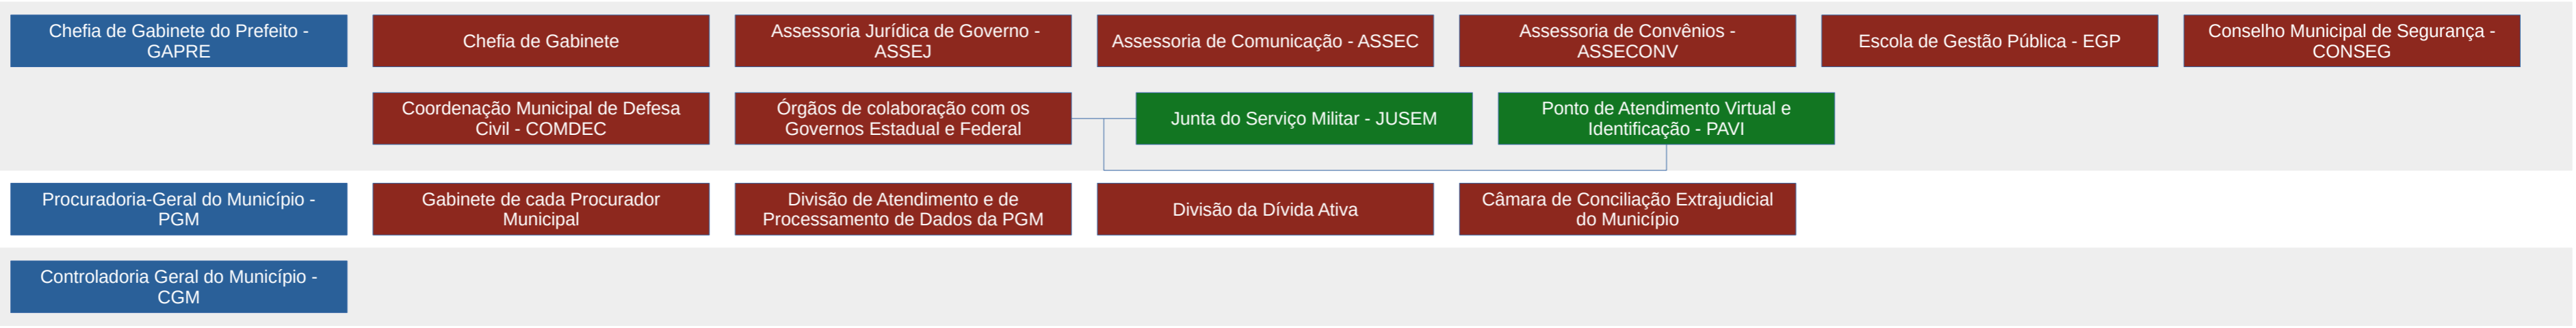 Chefia de Gabinete do Prefeito -
GAPRE
Chefia de Gabinete
Assessoria Jurídica de Governo -
ASSEJ
Assessoria de Comunicação - ASSEC
Assessoria de Convênios -
ASSECONV
Escola de Gestão Pública - EGP
Conselho Municipal de Segurança -
CONSEG
Coordenação Municipal de Defesa
Civil - COMDEC
Órgãos de colaboração com os
Governos Estadual e Federal
Junta do Serviço Militar - JUSEM
Ponto de Atendimento Virtual e
Identificação - PAVI
Procuradoria-Geral do Município -
PGM
Gabinete de cada Procurador
Municipal
Divisão de Atendimento e de
Processamento de Dados da PGM
Divisão da Dívida Ativa
Câmara de Conciliação Extrajudicial
do Município
Controladoria Geral do Município -
CGM